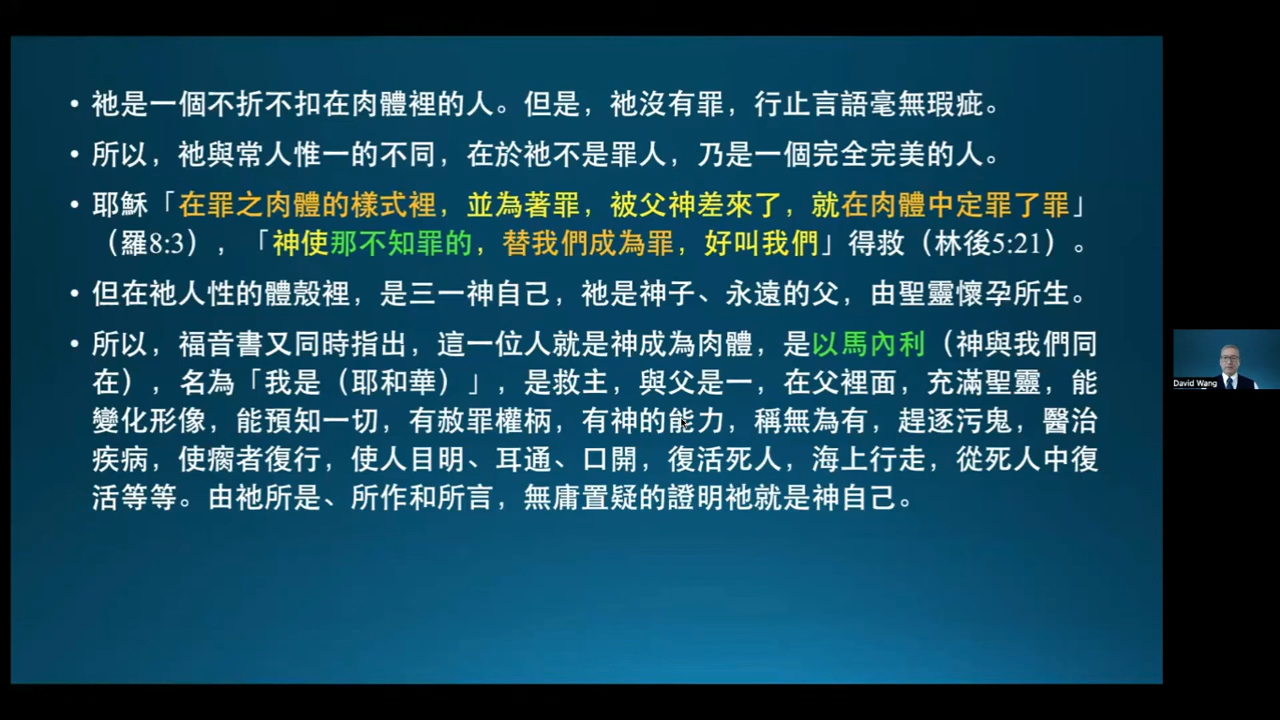 • 祂是一個不折不扣在肉體裡的人。但是，祂沒有罪，行止言語毫無瑕疵。
• 所以，祂與常人惟一的不同，在於祂不是罪人，乃是一個完全完美的人。
• 耶穌「在罪之肉體的樣式裡，並為著罪，被父神差來了，就在肉體中定罪了罪」
（羅8:3），「神使那不知罪的，替我們成為罪，好叫我們」得救（林後5:21）。
• 但在祂人性的體殼裡，是三一神自己，祂是神子、永遠的父，由聖靈懷孕所生。
• 所以，福音書又同時指出，這一位人就是神成為肉體，是以馬內利（神與我們同
在），名為「我是（耶和華）」，是救主，與父是一，在父裡面，充滿聖靈，能
變化形像，能預知一切，有赦罪權柄，有神的能力，稱無為有，趕逐污鬼，醫治
疾病，使瘸者復行，使人目明、耳通、口開，復活死人，海上行走，從死人中復
活等等。由祂所是、所作和所言，無庸置疑的證明祂就是神自己。
David Wang